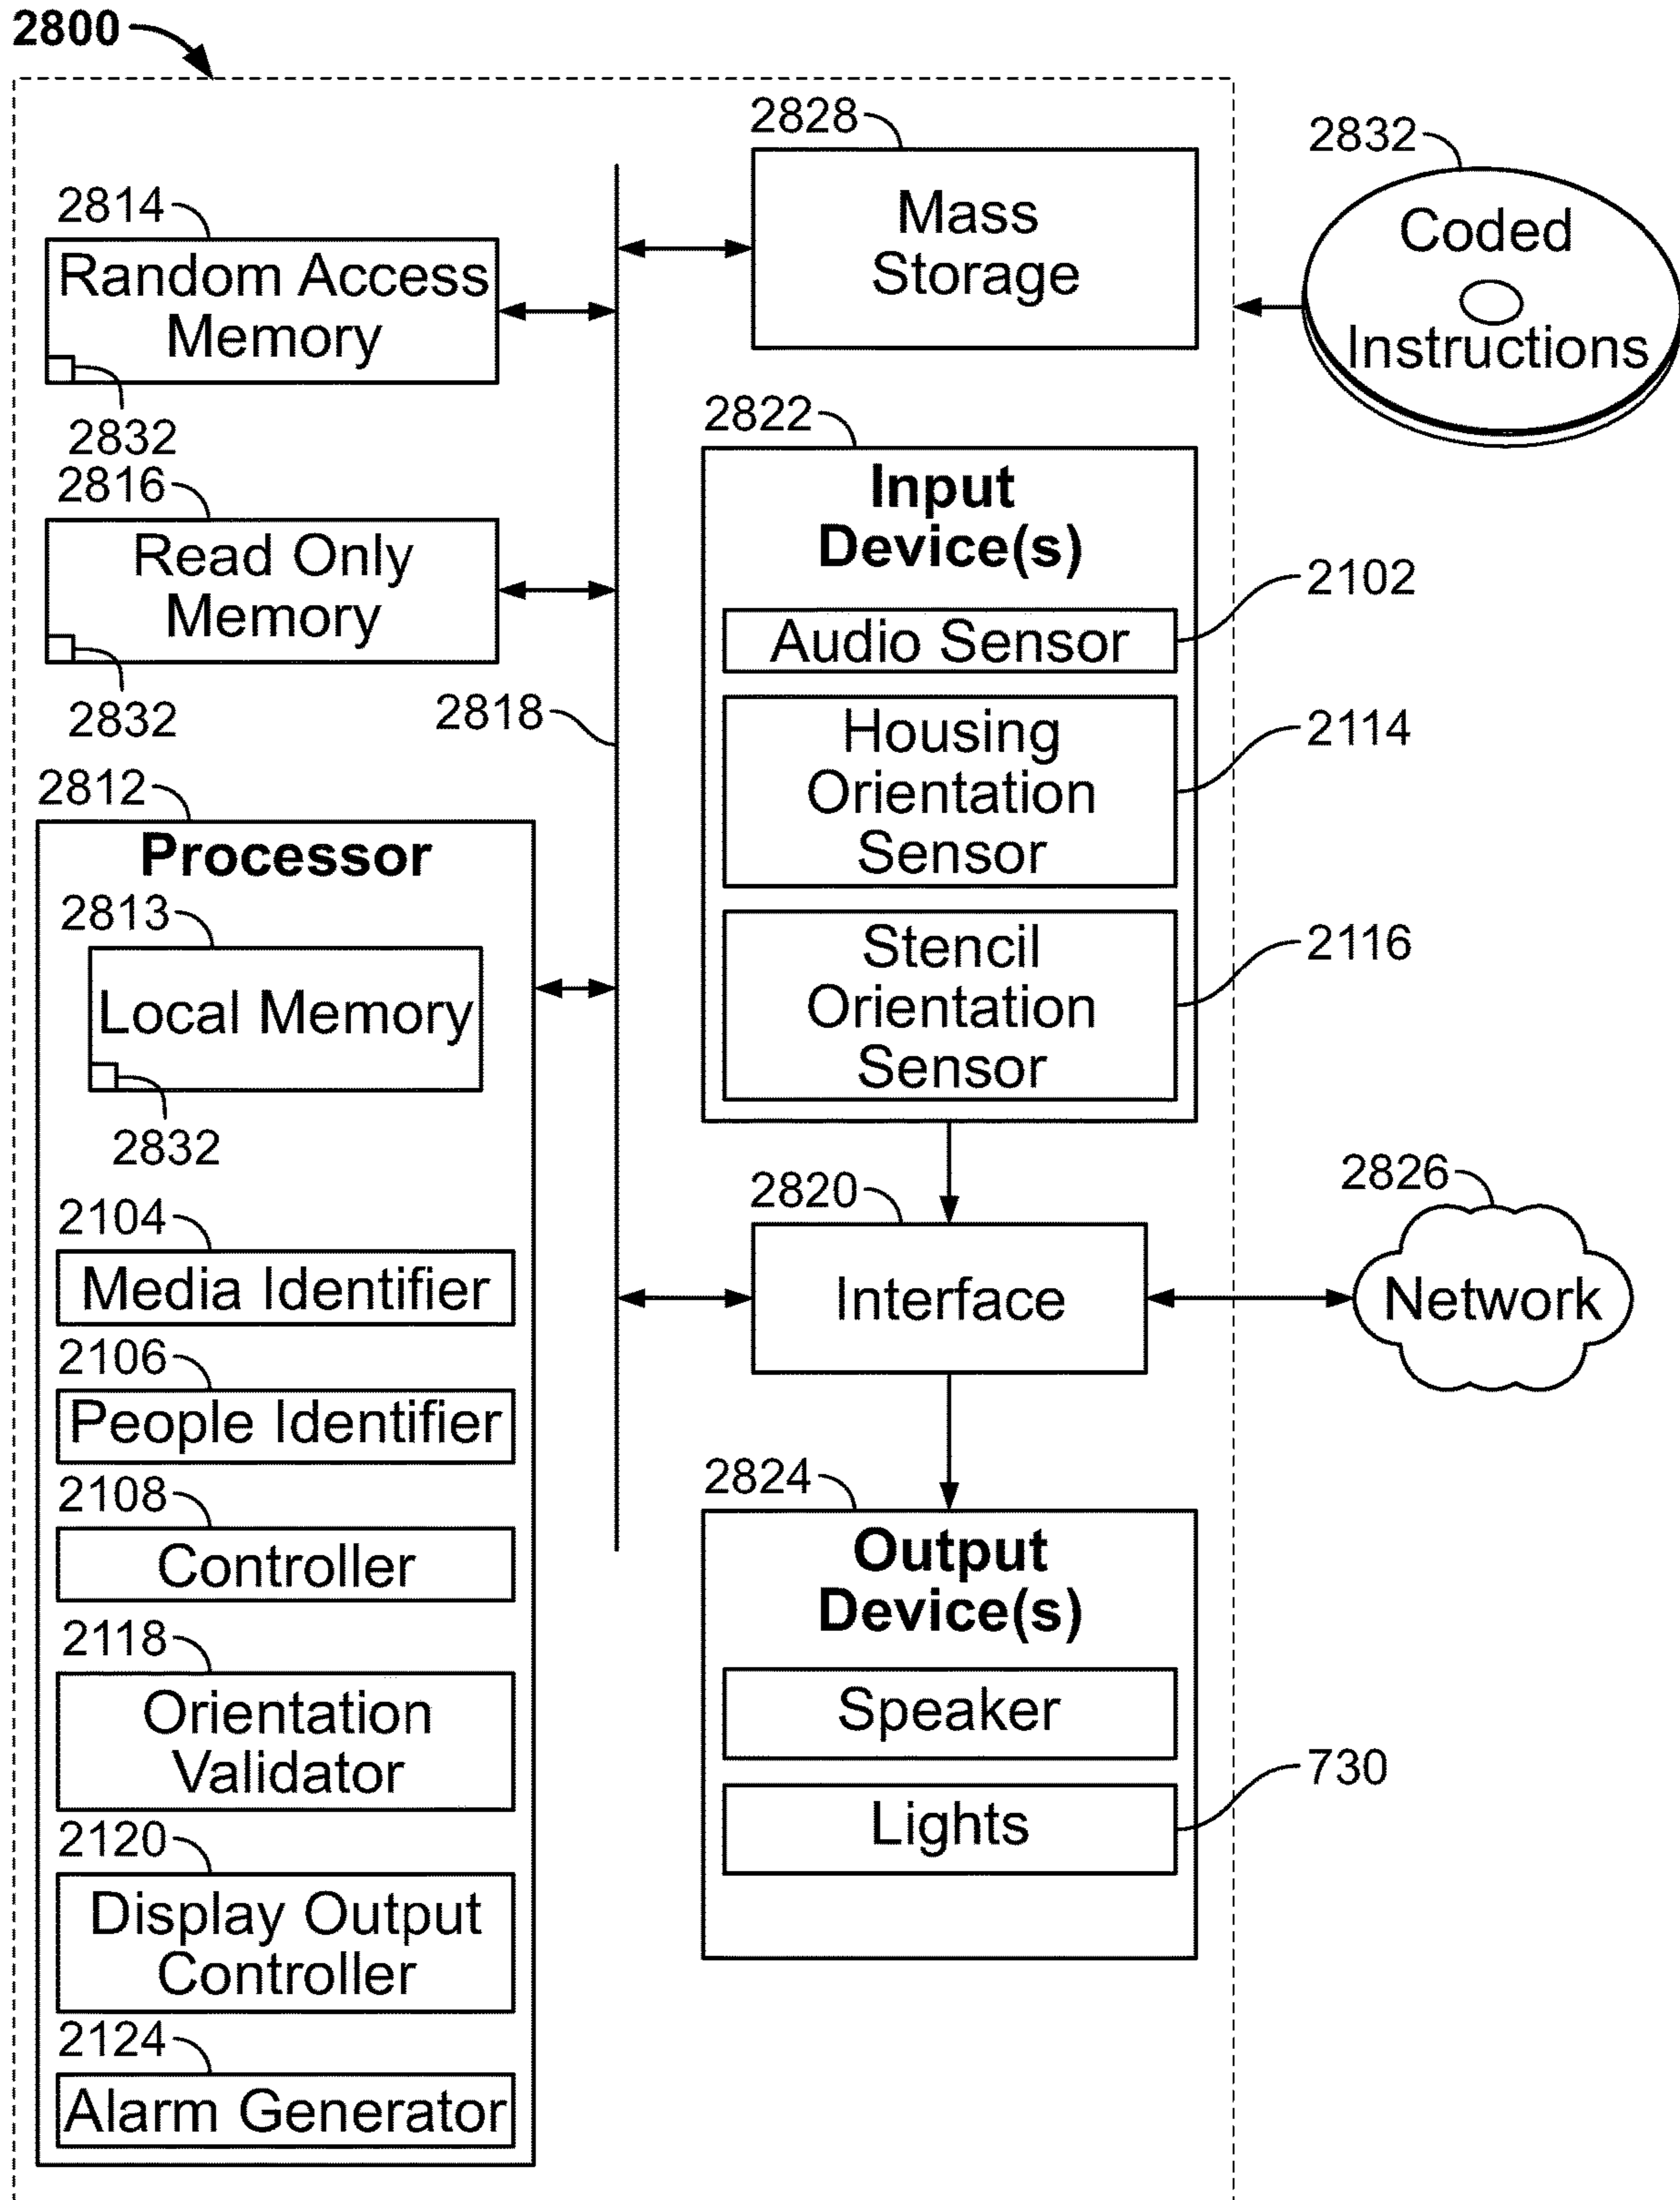 2800
2814
Random Access
Memory
2832
2816
Read Only
Memory
2832
2818
2812
Processor
2813
Local Memory
2832
2104
Media Identifier
2106
People Identifier
2108
Controller
2118
Orientation
Validator
2120
Display Output
Controller
2124
Alarm Generator
2828
Mass
Storage
2822
Input
Device(s)
Audio Sensor
2102
Housing
Orientation
Sensor
2114
Stencil
Orientation
Sensor
2116
2820
Interface
2824
Output
Device(s)
Speaker
Lights
730
2832
Coded
Instructions
2826
Network